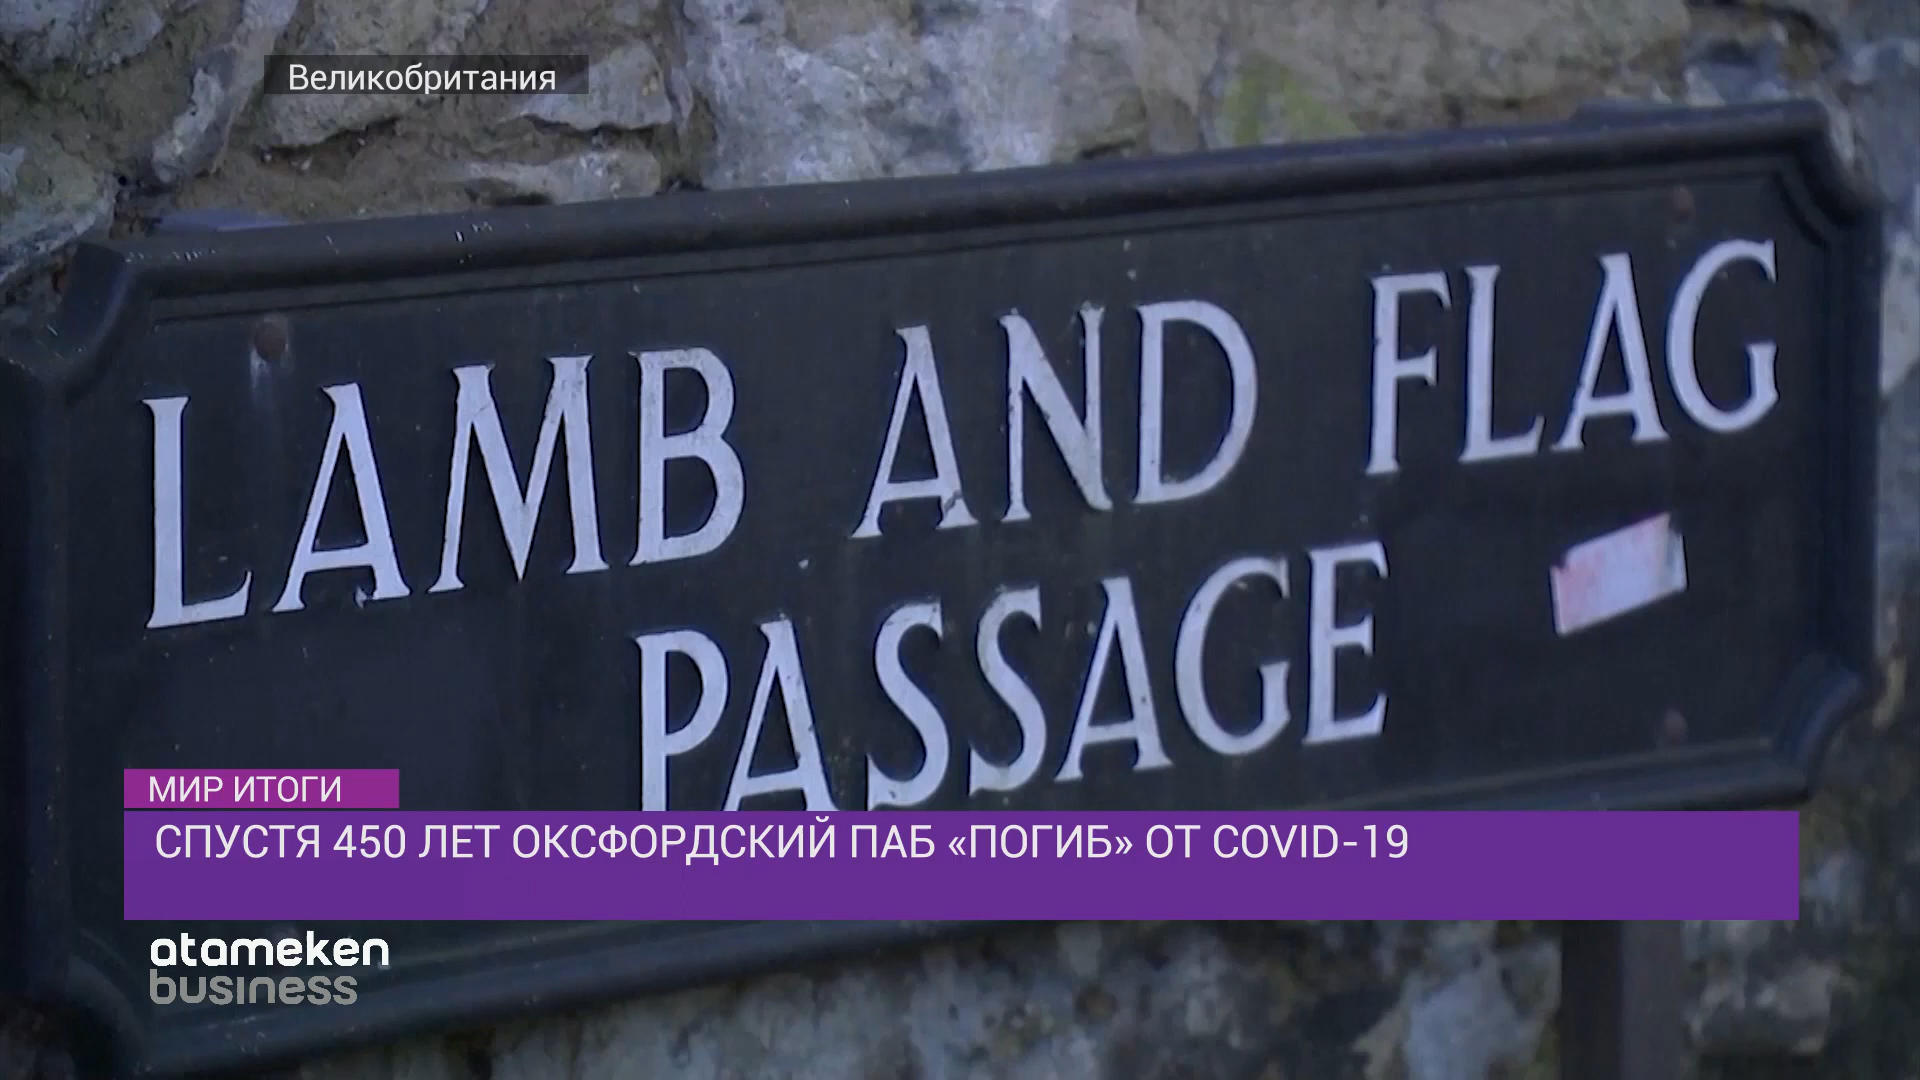 Великобритания
LAMB AND FLAG
PASSAGE
МИР ИТОГИ
СПУСТЯ 450 ЛЕТ ОКСФОРДСКИЙ ПАБ «ПОГИБ» ОТ COVID-19
atameken
business